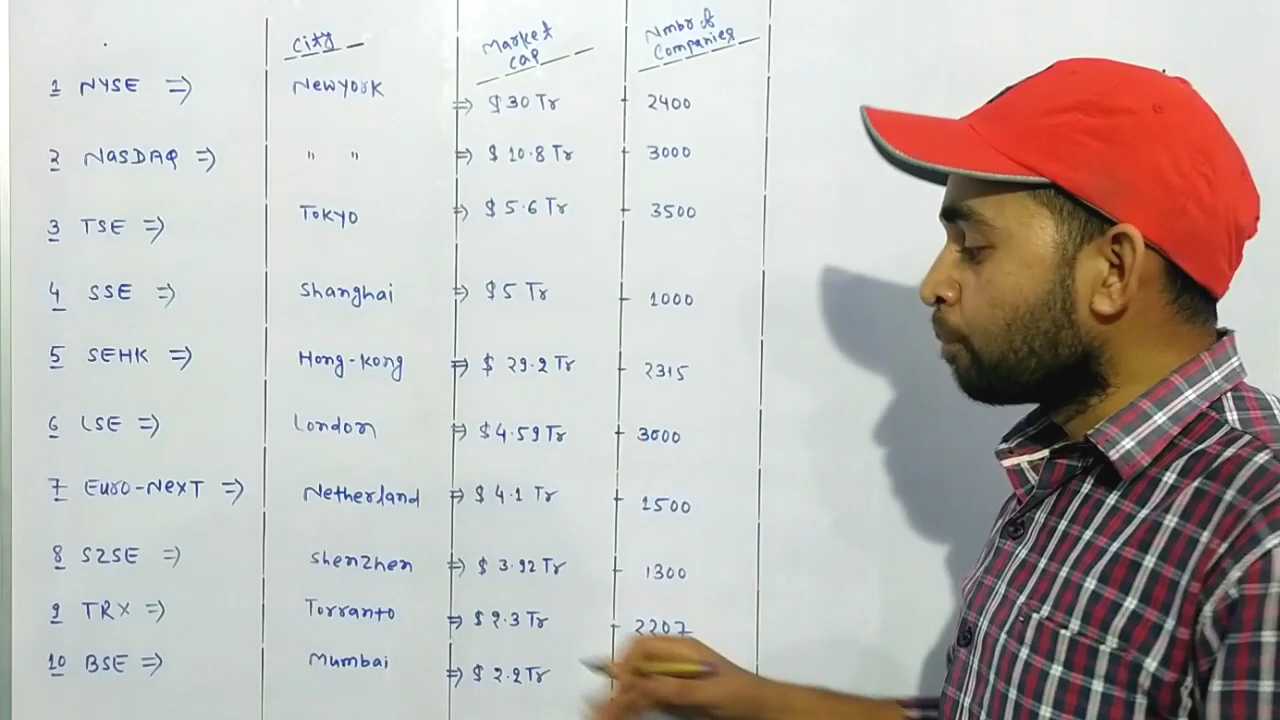 City
Market Cap
Nmbr of Companies
1 NYSE => Newyork => $ 30 Tr - 2400
2 NASDAQ => " " => $ 10.8 Tr - 3000
3 TSE => Tokyo => $ 5.6 Tr - 3500
4 SSE => Shanghai => $ 5 Tr - 1000
5 SEHK => Hong-Kong => $ 29.2 Tr - 2315
6 LSE => London => $ 4.59 Tr - 3000
7 Euro-NexT => Netherland => $ 4.1 Tr - 1500
8 SZSE => Shenzhen => $ 3.92 Tr - 1300
9 TRX => Torranto => $ 2.3 Tr - 2207
10 BSE => Mumbai => $ 2.2 Tr